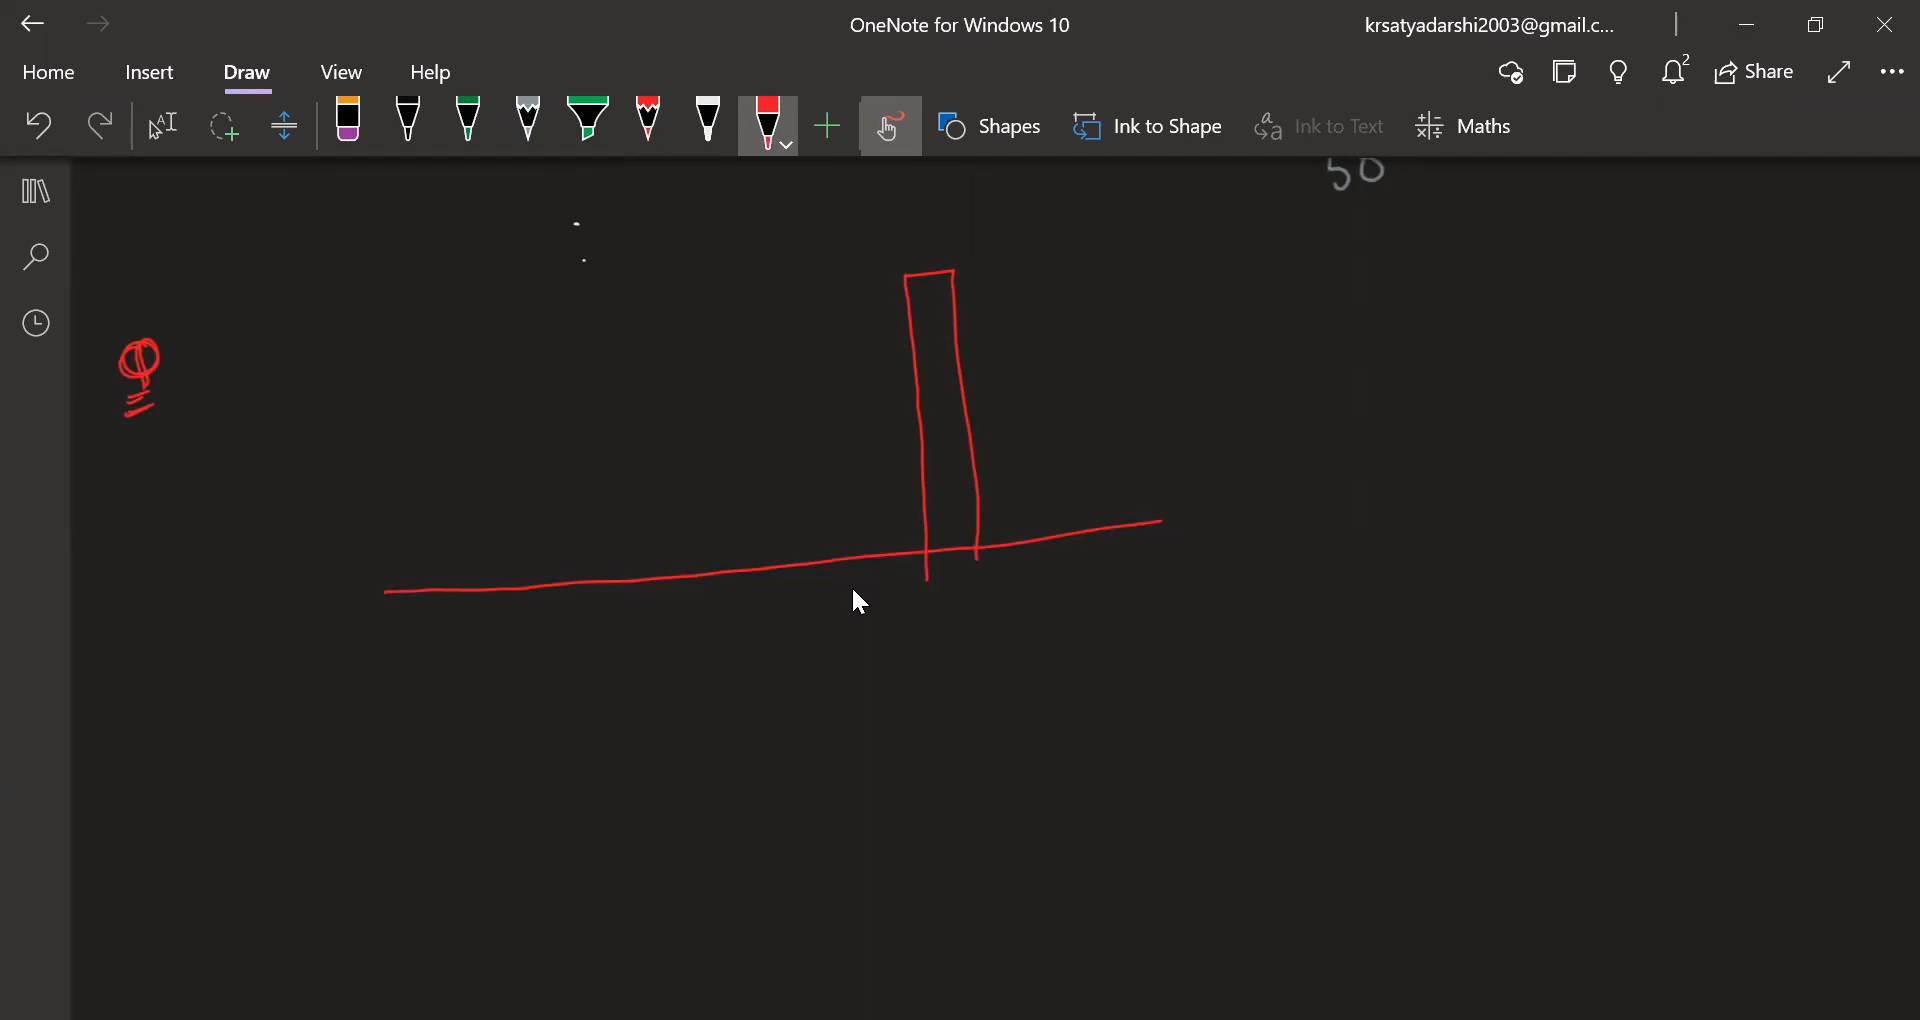 OneNote for Windows 10
krsatyadarshi2003@gmail.c...
Home Insert Draw View Help
2 Share
Shapes Ink to Shape Ink to Text Maths
50
Q